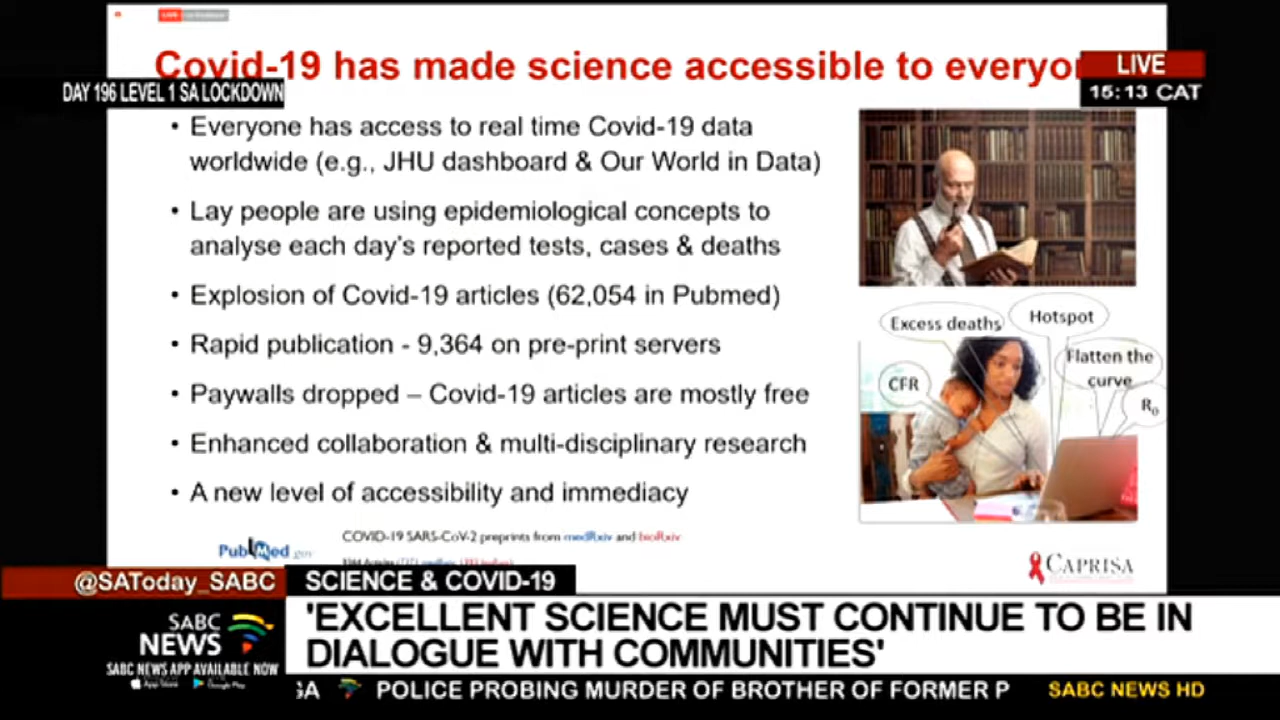 LIVE
Covid-19 has made science accessible to everyo
LIVE
DAY 196 LEVEL 1 SA LOCKDOWN
15:13 CAT
• Everyone has access to real time Covid-19 data
worldwide (e.g., JHU dashboard & Our World in Data)
• Lay people are using epidemiological concepts to
analyse each day's reported tests, cases & deaths
• Explosion of Covid-19 articles (62,054 in Pubmed)
• Rapid publication - 9,364 on pre-print servers
• Paywalls dropped – Covid-19 articles are mostly free
• Enhanced collaboration & multi-disciplinary research
• A new level of accessibility and immediacy
Excess deaths
Hotspot
Flatten the
curve
CFR
R₀
COVID-19 SARS-CoV-2 preprints from medRxiv and bioRxiv
PubMed.gov
CAPRISA
@SAToday_SABC
SCIENCE & COVID-19
SABC
NEWS
SABC NEWS APP AVAILABLE NOW
App Store Google Play
'EXCELLENT SCIENCE MUST CONTINUE TO BE IN
DIALOGUE WITH COMMUNITIES'
POLICE PROBING MURDER OF BROTHER OF FORMER P
SABC NEWS HD